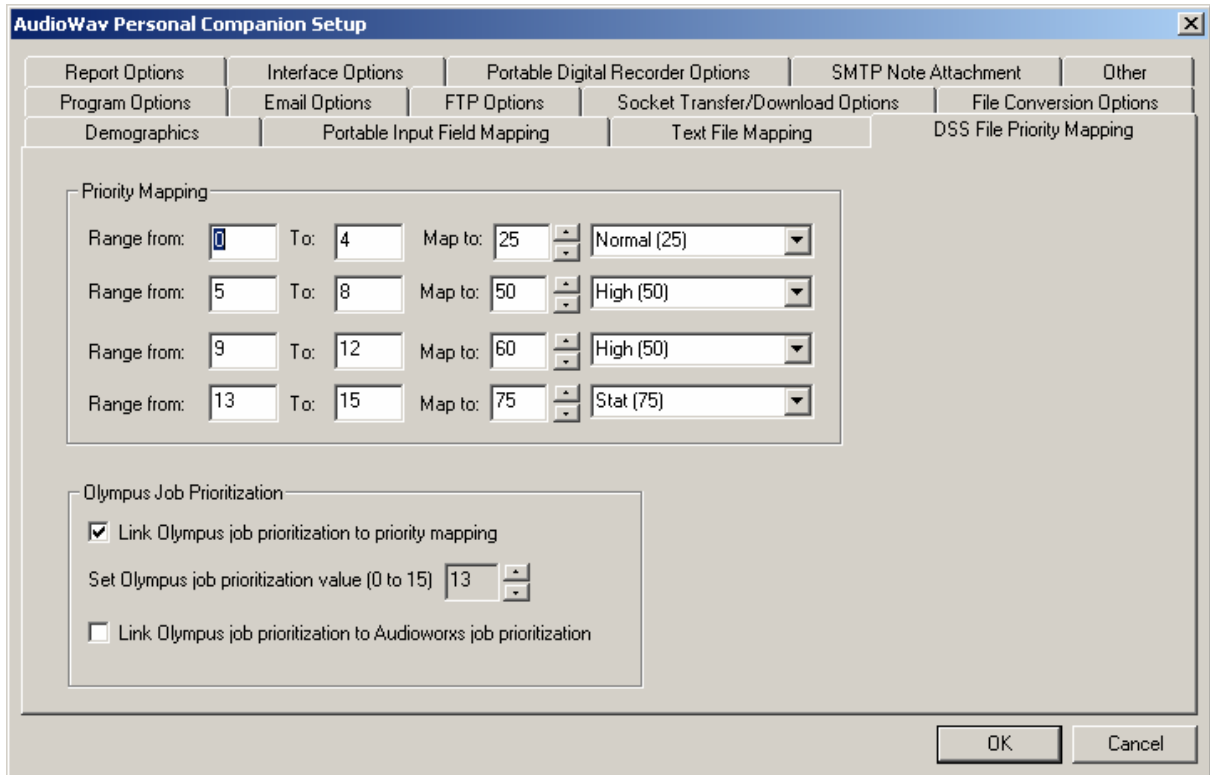 AudioWav Personal Companion Setup
Report Options Interface Options Portable Digital Recorder Options SMTP Note Attachment Other
Program Options Email Options FTP Options Socket Transfer/Download Options File Conversion Options
Demographics Portable Input Field Mapping Text File Mapping DSS File Priority Mapping
Priority Mapping
Range from: 0 To: 4 Map to: 25 Normal (25)
Range from: 5 To: 8 Map to: 50 High (50)
Range from: 9 To: 12 Map to: 60 High (50)
Range from: 13 To: 15 Map to: 75 Stat (75)
Olympus Job Prioritization
Link Olympus job prioritization to priority mapping
Set Olympus job prioritization value (0 to 15) 13
Link Olympus job prioritization to Audioworxs job prioritization
OK Cancel